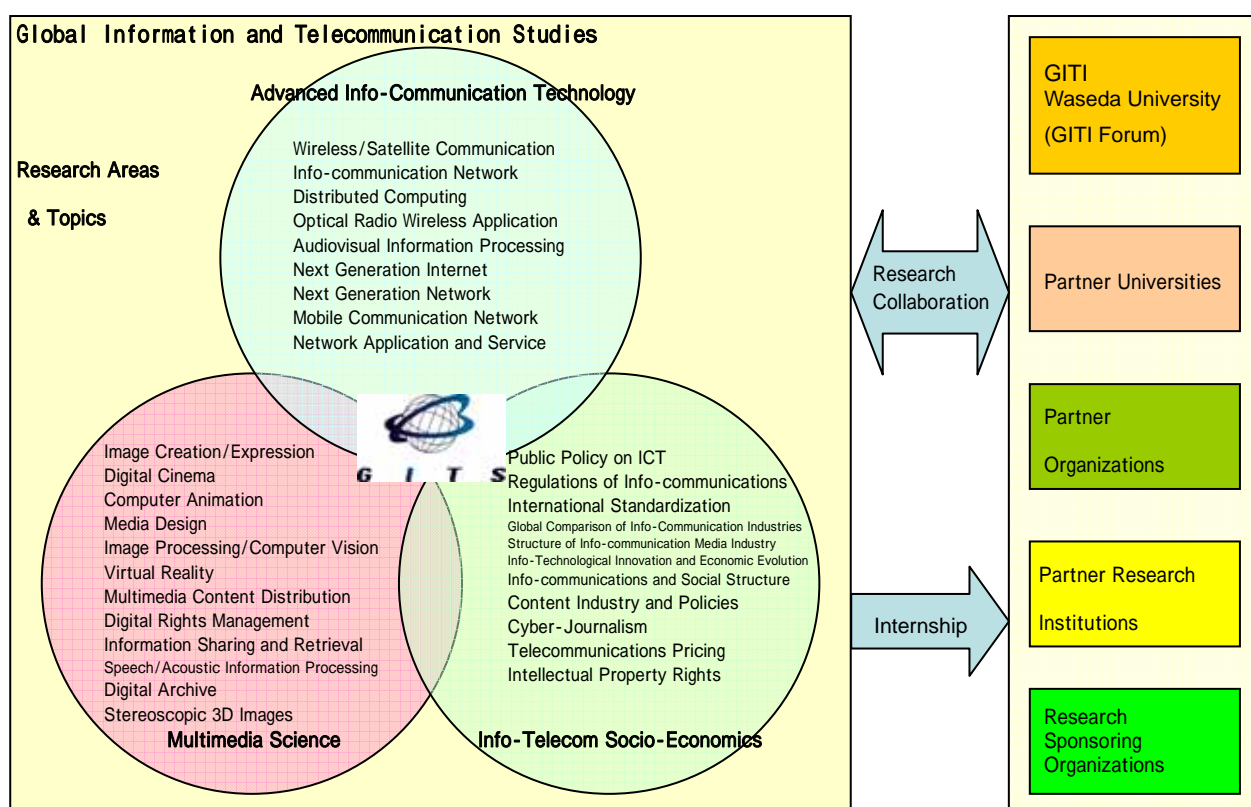 Global Information and Telecommunication Studies
Advanced Info-Communication Technology
Research Areas
& Topics
Wireless/Satellite Communication
Info-communication Network
Distributed Computing
Optical Radio Wireless Application
Audiovisual Information Processing
Next Generation Internet
Next Generation Network
Mobile Communication Network
Network Application and Service
GITS
Image Creation/Expression
Digital Cinema
Computer Animation
Media Design
Image Processing/Computer Vision
Virtual Reality
Multimedia Content Distribution
Digital Rights Management
Information Sharing and Retrieval
Speech/Acoustic Information Processing
Digital Archive
Stereoscopic 3D Images
Multimedia Science
Public Policy on ICT
Regulations of Info-communications
International Standardization
Global Comparison of Info-Communication Industries
Structure of Info-communication Media Industry
Info-Technological Innovation and Economic Evolution
Info-communications and Social Structure
Content Industry and Policies
Cyber-Journalism
Telecommunications Pricing
Intellectual Property Rights
Info-Telecom Socio-Economics
Research
Collaboration
Internship
GITI
Waseda University
(GITI Forum)
Partner Universities
Partner
Organizations
Partner Research
Institutions
Research
Sponsoring
Organizations